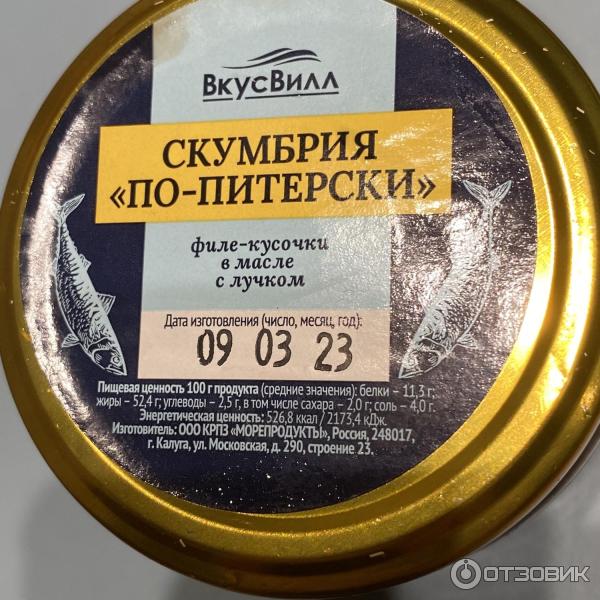 ВкусВилл
СКУМБРИЯ
«ПО-ПИТЕРСКИ»
филе-кусочки
в масле
с лучком
Дата изготовления (число, месяц, год):
09 03 23
Пищевая ценность 100 г продукта (средние значения): белки – 11,3 г;
жиры – 52,4 г; углеводы – 2,5 г, в том числе сахара – 2,0 г; соль – 4,0 г.
Энергетическая ценность: 526,8 ккал / 2173,4 кДж.
Изготовитель: ООО КРПЗ «МОРЕПРОДУКТЫ», Россия, 248017,
г. Калуга, ул. Московская, д. 290, строение 23.
ОТЗОВИК